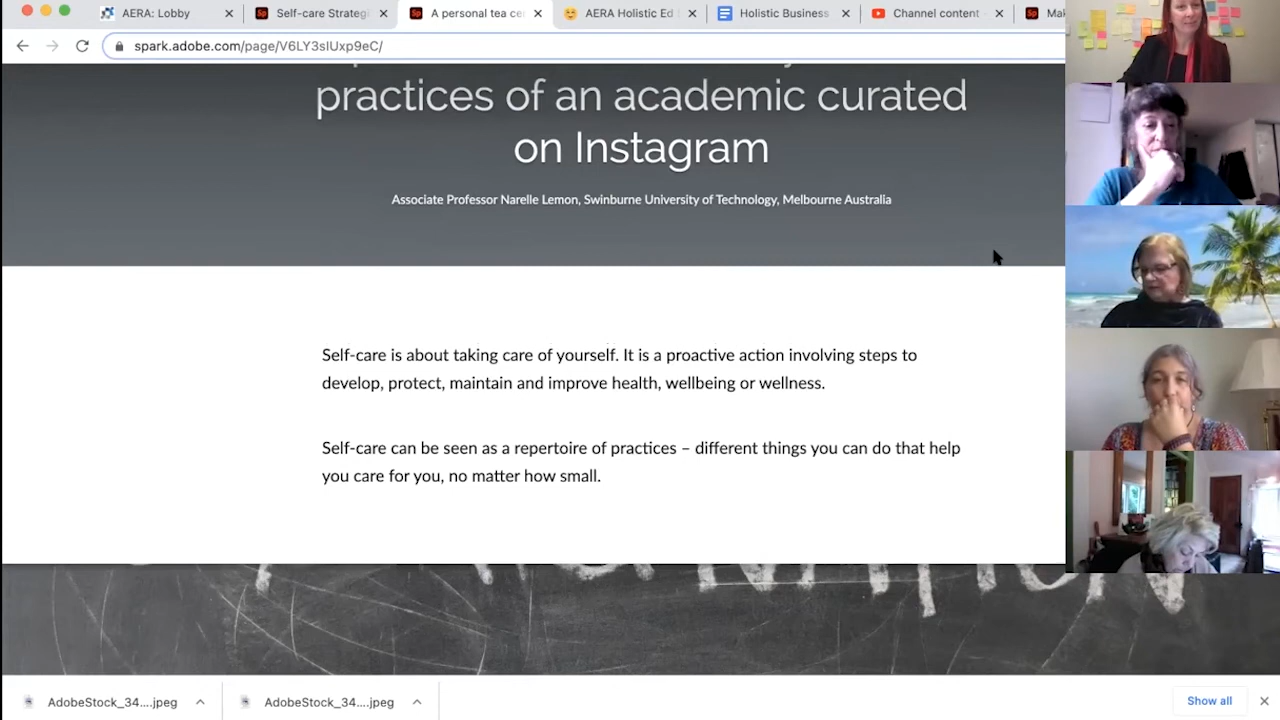 AERA: Lobby
Self-care Strategi
A personal tea ce
AERA Holistic Ed
Holistic Business
Channel content -
Mak
spark.adobe.com/page/V6LY3sIUxp9eC/
practices of an academic curated
on Instagram
Associate Professor Narelle Lemon, Swinburne University of Technology, Melbourne Australia
Self-care is about taking care of yourself. It is a proactive action involving steps to
develop, protect, maintain and improve health, wellbeing or wellness.
Self-care can be seen as a repertoire of practices – different things you can do that help
you care for you, no matter how small.
AdobeStock_34....jpeg
AdobeStock_34....jpeg
Show all